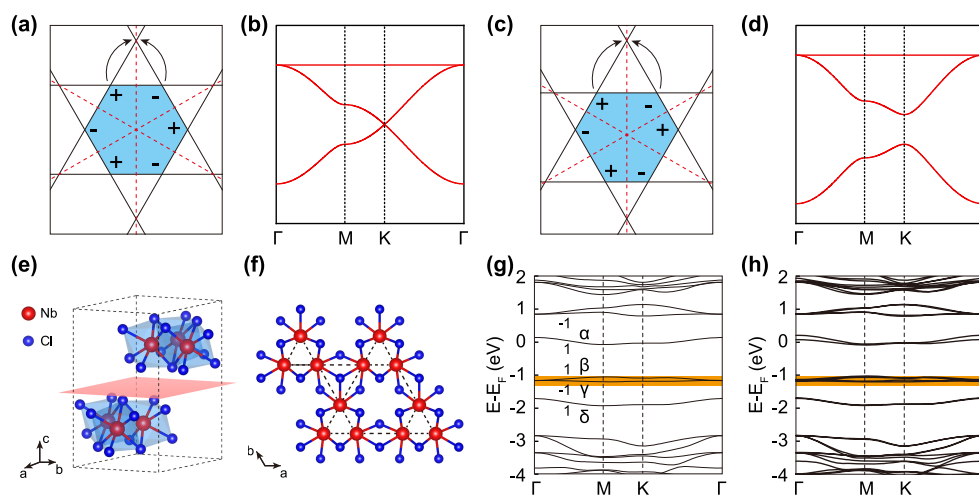 (a) (b) (c) (d)
+ - + -
- + - +
+ - + -
Γ M K Γ Γ M K Γ
(e) (f) (g) (h)
Nb
Cl
c
a b
b
a
E-E_F (eV)
2
1
0
-1
-2
-3
-4
-1
α
1
β
-1
γ
1
δ
Γ M K Γ
E-E_F (eV)
2
1
0
-1
-2
-3
-4
Γ M K Γ